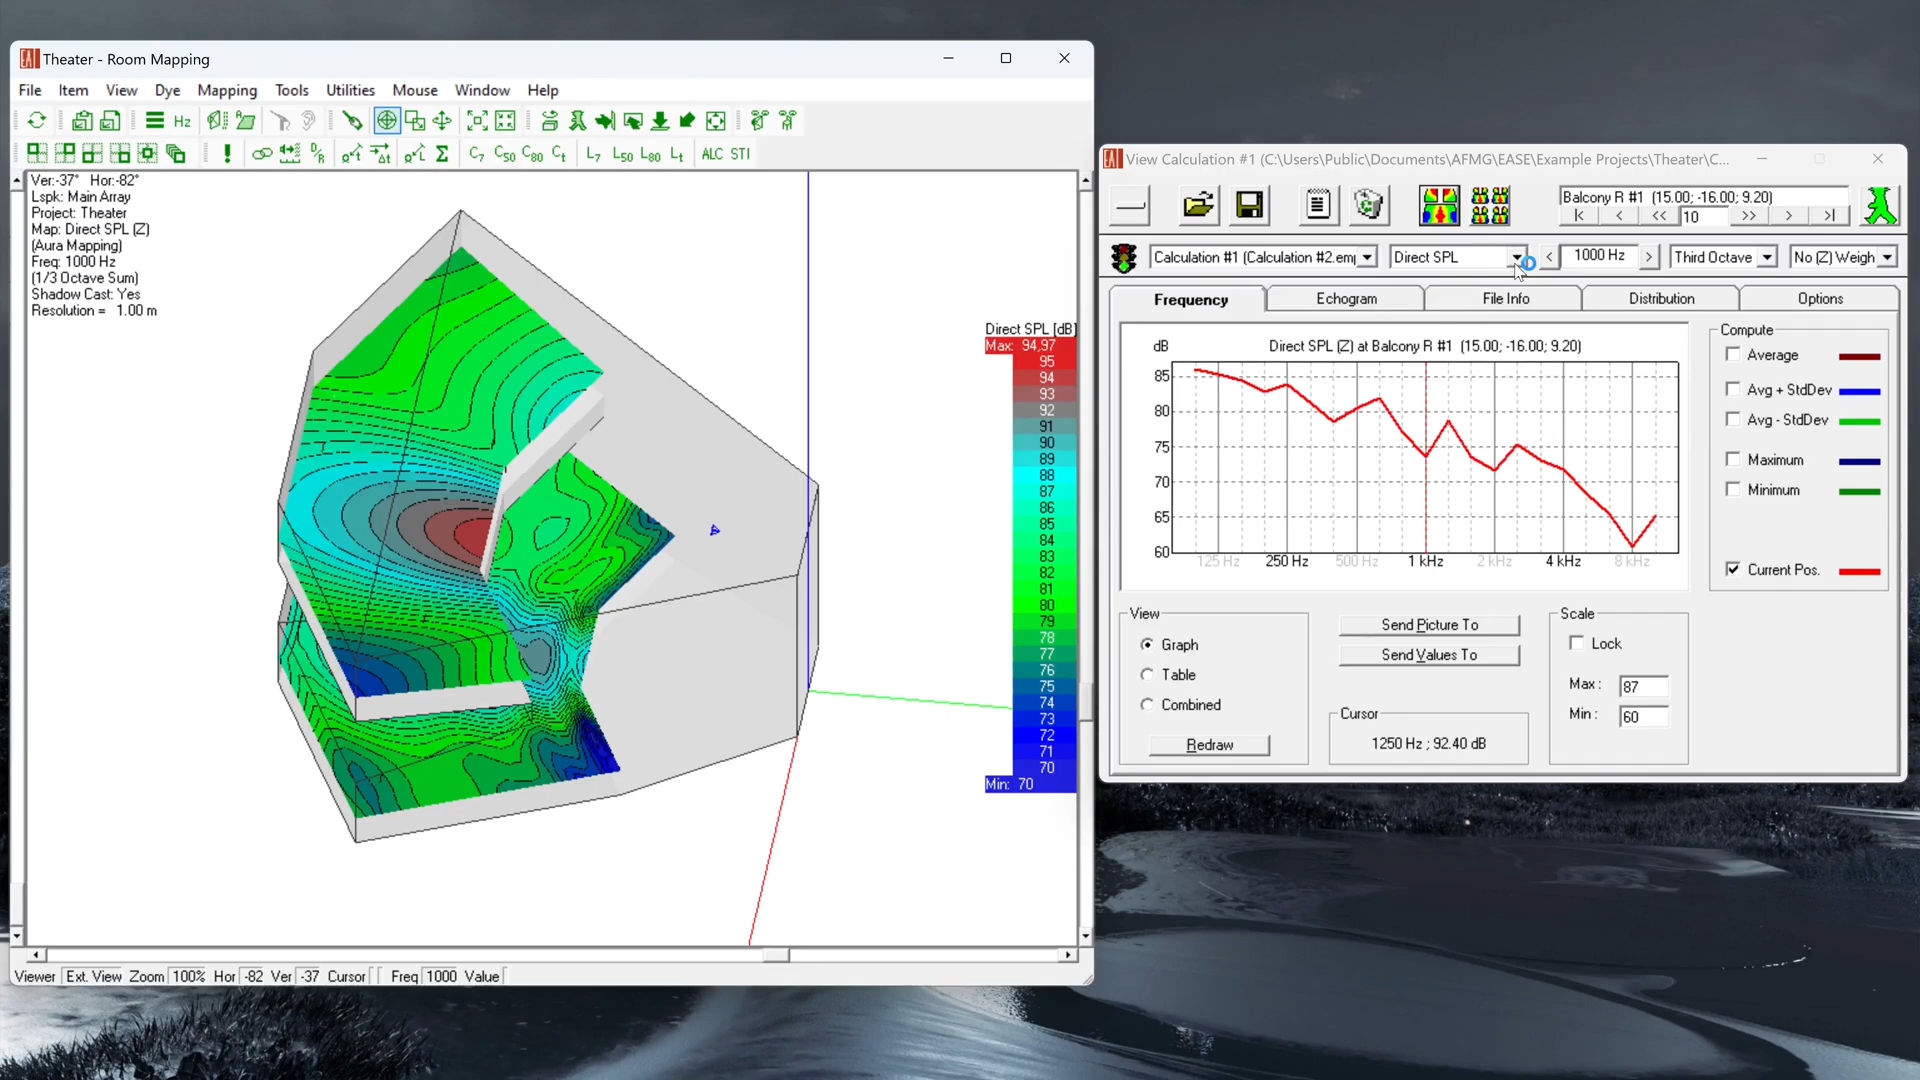 Theater - Room Mapping
File Item View Dye Mapping Tools Utilities Mouse Window Help
Hz
D/R C7 C50 C80 Ct L7 L50 L80 Lt ALC STI
Ver:-37° Hor:-82°
Lspk: Main Array
Project: Theater
Map: Direct SPL (Z)
(Aura Mapping)
Freq: 1000 Hz
(1/3 Octave Sum)
Shadow Cast: Yes
Resolution = 1.00 m
Direct SPL [dB]
Max: 94,97
95
94
93
92
91
90
89
88
87
86
85
84
83
82
81
80
79
78
77
76
75
74
73
72
71
70
Min: 70
Viewer Ext. View Zoom 100% Hor -82 Ver -37 Cursor Freq 1000 Value
View Calculation #1 (C:\Users\Public\Documents\AFMG\EASE\Example Projects\Theater\C...
Balcony R #1 (15.00; -16.00; 9.20)
|< < << 10 >> > >|
Calculation #1 (Calculation #2.em Direct SPL < 1000 Hz > Third Octave No (Z) Weigh
Frequency Echogram File Info Distribution Options
dB Direct SPL (Z) at Balcony R #1 (15.00; -16.00; 9.20)
85
80
75
70
65
60
125 Hz 250 Hz 500 Hz 1 kHz 2 kHz 4 kHz 8 kHz
Compute
Average
Avg + StdDev
Avg - StdDev
Maximum
Minimum
Current Pos.
View
Graph
Table
Combined
Redraw
Send Picture To
Send Values To
Cursor
1250 Hz ; 92.40 dB
Scale
Lock
Max : 87
Min : 60